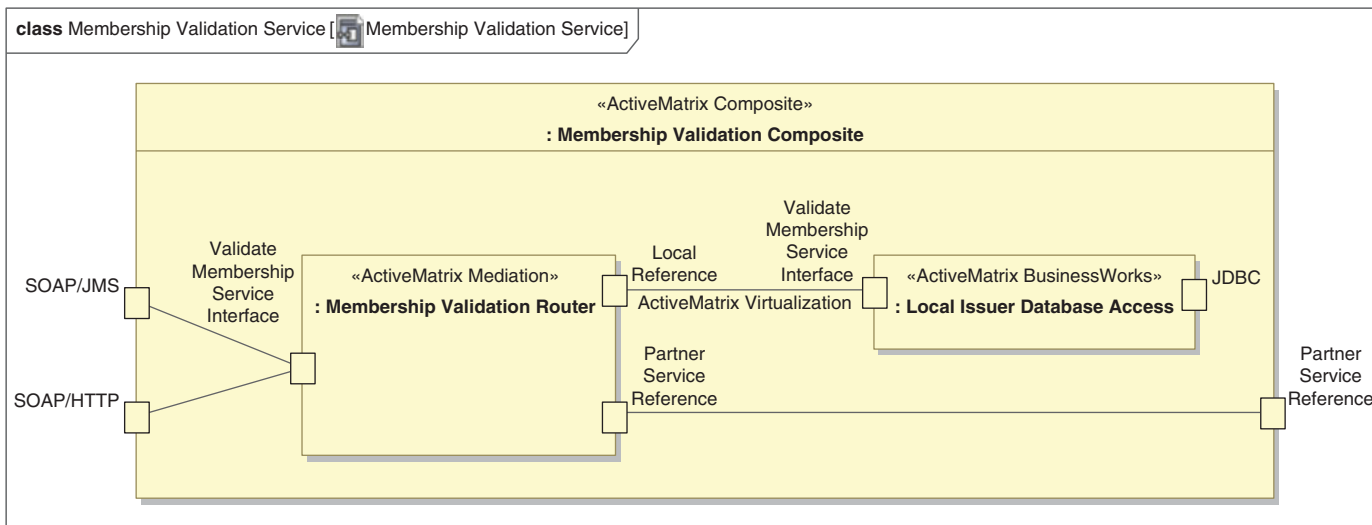 class Membership Validation Service [ Membership Validation Service]
«ActiveMatrix Composite»
: Membership Validation Composite
SOAP/JMS
SOAP/HTTP
Validate
Membership
Service
Interface
«ActiveMatrix Mediation»
: Membership Validation Router
Local
Reference
ActiveMatrix Virtualization
Validate
Membership
Service
Interface
«ActiveMatrix BusinessWorks»
: Local Issuer Database Access
JDBC
Partner
Service
Reference
Partner
Service
Reference